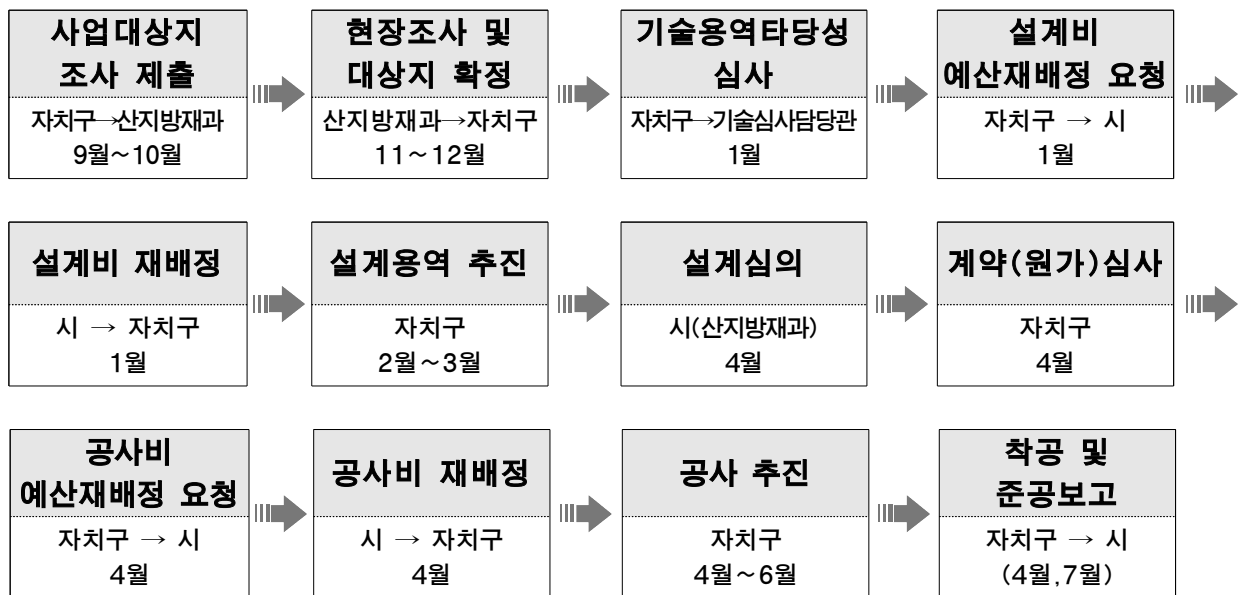 사업대상지
조사 제출
자치구→산지방재과
9월~10월
현장조사 및
대상지 확정
산지방재과→자치구
11~12월
기술용역타당성
심사
자치구→기술심사담당관
1월
설계비
예산재배정 요청
자치구 → 시
1월
설계비 재배정
시 → 자치구
1월
설계용역 추진
자치구
2월~3월
설계심의
시(산지방재과)
4월
계약(원가)심사
자치구
4월
공사비
예산재배정 요청
자치구 → 시
4월
공사비 재배정
시 → 자치구
4월
공사 추진
자치구
4월~6월
착공 및
준공보고
자치구 → 시
(4월,7월)